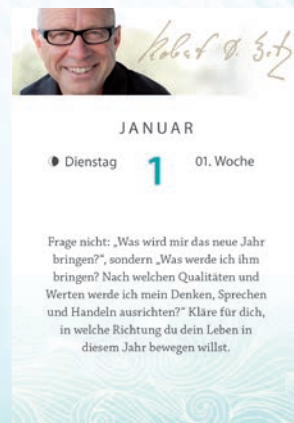 Robert
JANUAR
Dienstag 1 01. Woche
Frage nicht: „Was wird mir das neue Jahr
bringen?“, sondern „Was werde ich ihm
bringen? Nach welchen Qualitäten und
Werten werde ich mein Denken, Sprechen
und Handeln ausrichten?“ Kläre für dich,
in welche Richtung du dein Leben in
diesem Jahr bewegen willst.